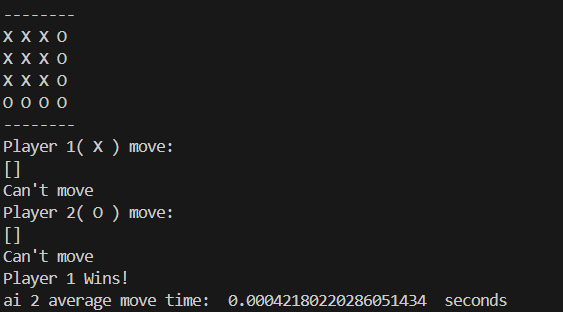 --------
X X X O
X X X O
X X X O
O O O O
--------
Player 1( X ) move:
[]
Can't move
Player 2( O ) move:
[]
Can't move
Player 1 Wins!
ai 2 average move time:  0.00042180220286051434  seconds